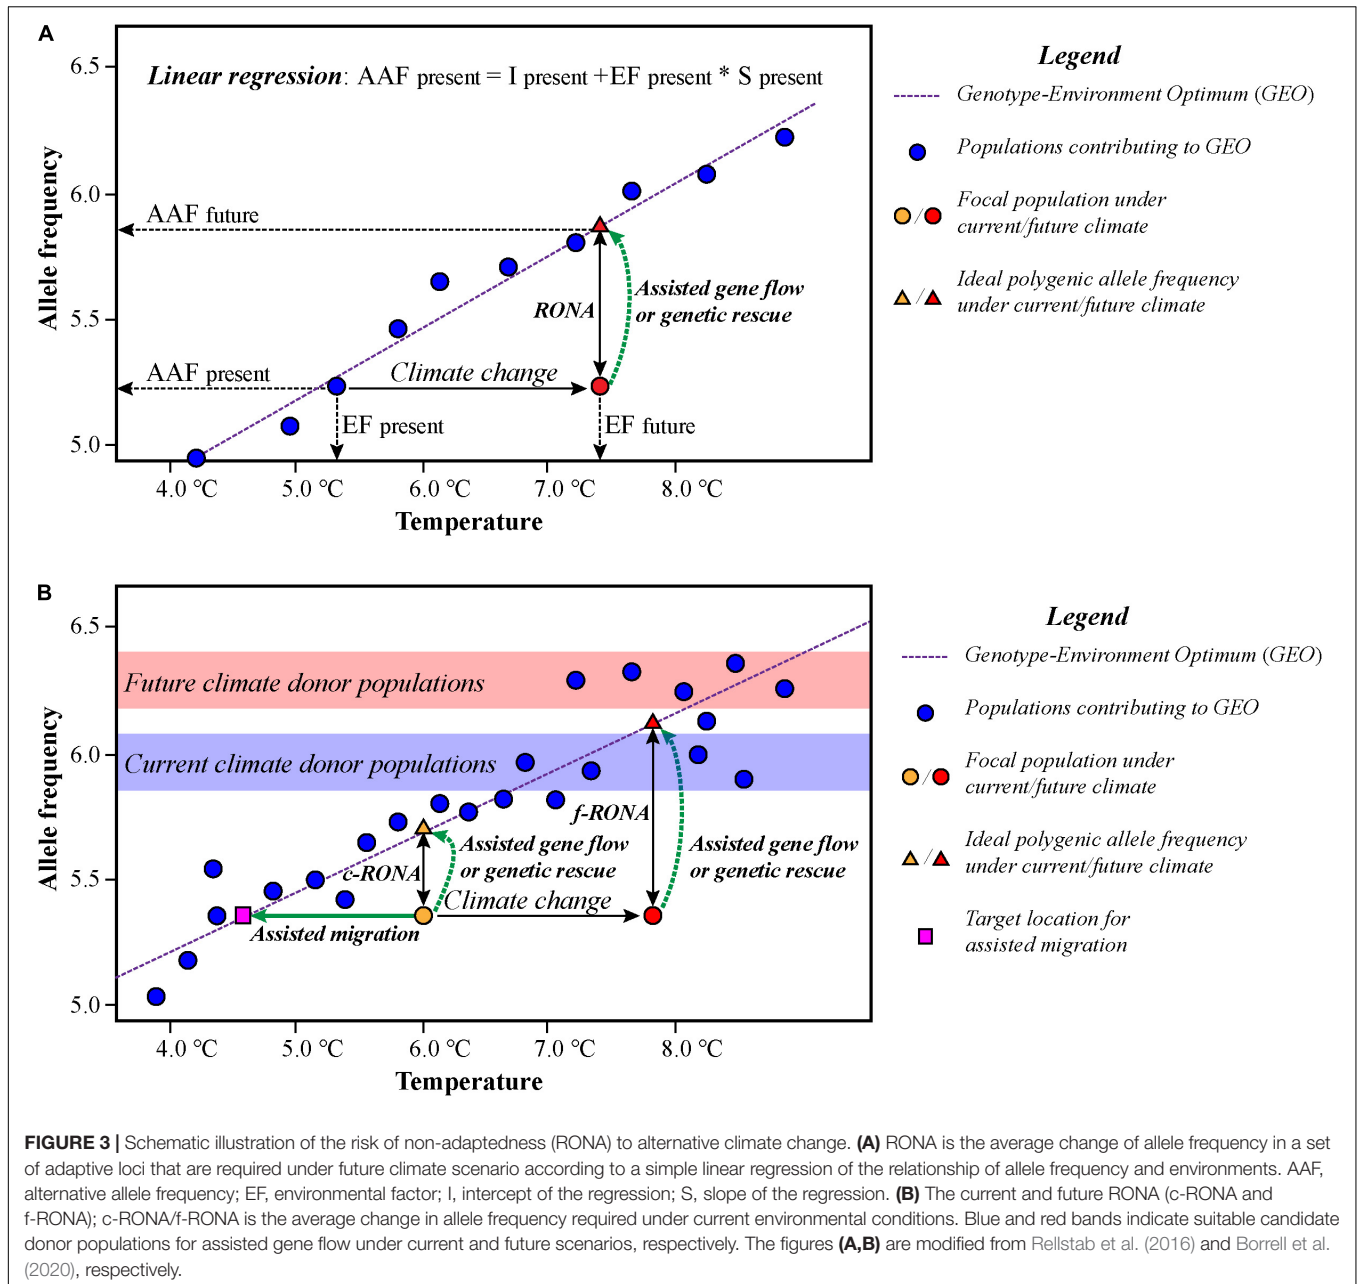 A
Linear regression: AAF present = I present +EF present * S present
Allele frequency
6.5
6.0
5.5
5.0
AAF future
AAF present
RONA
Assisted gene flow
or genetic rescue
Climate change
EF present
EF future
4.0 °C
5.0 °C
6.0 °C
7.0 °C
8.0 °C
Temperature
Legend
Genotype-Environment Optimum (GEO)
Populations contributing to GEO
/
Focal population under
current/future climate
/
Ideal polygenic allele frequency
under current/future climate
B
Allele frequency
6.5
6.0
5.5
5.0
Future climate donor populations
Current climate donor populations
f-RONA
c-RONA
Assisted gene flow
or genetic rescue
Assisted gene flow
or genetic rescue
Climate change
Assisted migration
4.0 °C
5.0 °C
6.0 °C
7.0 °C
8.0 °C
Temperature
Legend
Genotype-Environment Optimum (GEO)
Populations contributing to GEO
/
Focal population under
current/future climate
/
Ideal polygenic allele frequency
under current/future climate
Target location for
assisted migration
FIGURE 3 | Schematic illustration of the risk of non-adaptedness (RONA) to alternative climate change. (A) RONA is the average change of allele frequency in a set
of adaptive loci that are required under future climate scenario according to a simple linear regression of the relationship of allele frequency and environments. AAF,
alternative allele frequency; EF, environmental factor; I, intercept of the regression; S, slope of the regression. (B) The current and future RONA (c-RONA and
f-RONA); c-RONA/f-RONA is the average change in allele frequency required under current environmental conditions. Blue and red bands indicate suitable candidate
donor populations for assisted gene flow under current and future scenarios, respectively. The figures (A,B) are modified from Rellstab et al. (2016) and Borrell et al.
(2020), respectively.